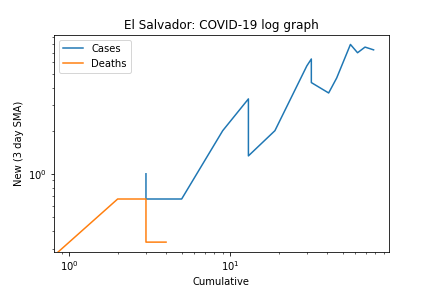 El Salvador: COVID-19 log graph
Cases
Deaths
New (3 day SMA)
10⁰
10⁰
10¹
Cumulative